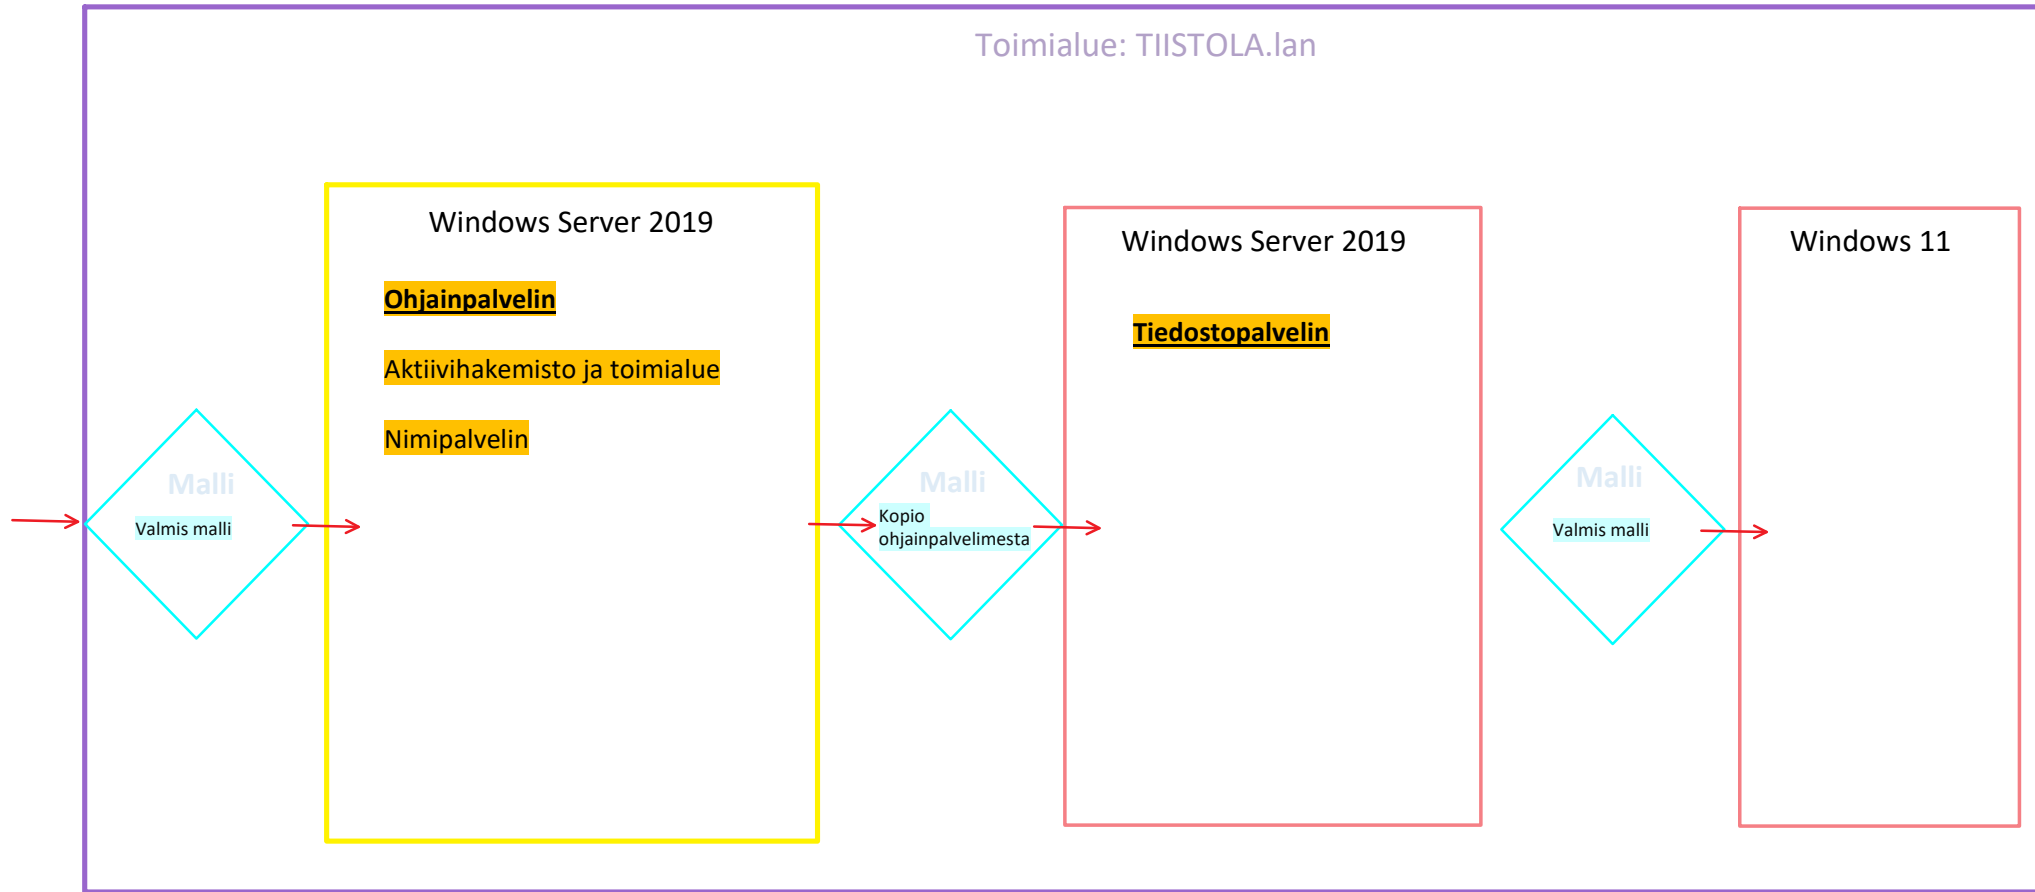 Toimialue: TIISTOLA.lan
Windows Server 2019
Ohjainpalvelin
Aktiivihakemisto ja toimialue
Nimipalvelin
Malli
Valmis malli
Malli
Kopio
ohjainpalvelimesta
Windows Server 2019
Tiedostopalvelin
Malli
Valmis malli
Windows 11